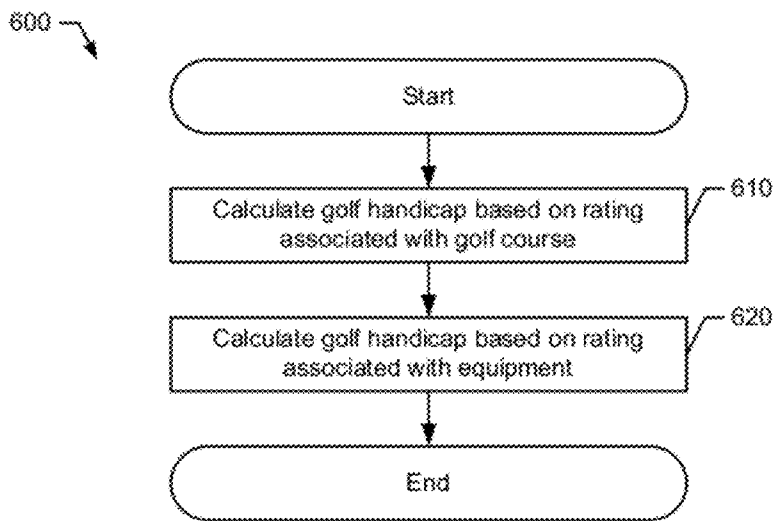 600
Start
Calculate golf handicap based on rating
associated with golf course
610
Calculate golf handicap based on rating
associated with equipment
620
End